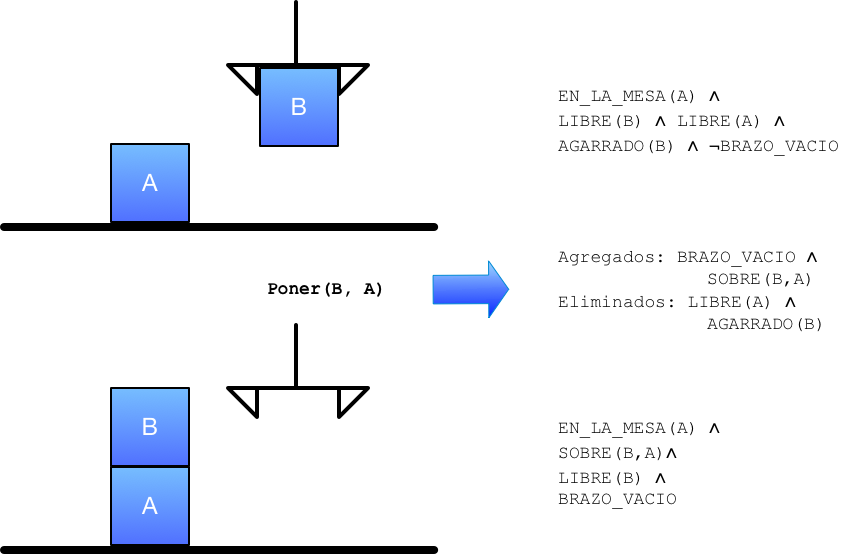 B
A
EN_LA_MESA(A) ∧
LIBRE(B) ∧ LIBRE(A) ∧
AGARRADO(B) ∧ ¬BRAZO_VACIO
Poner(B, A)
Agregados: BRAZO_VACIO ∧
SOBRE(B,A)
Eliminados: LIBRE(A) ∧
AGARRADO(B)
B
A
EN_LA_MESA(A) ∧
SOBRE(B,A)∧
LIBRE(B) ∧
BRAZO_VACIO